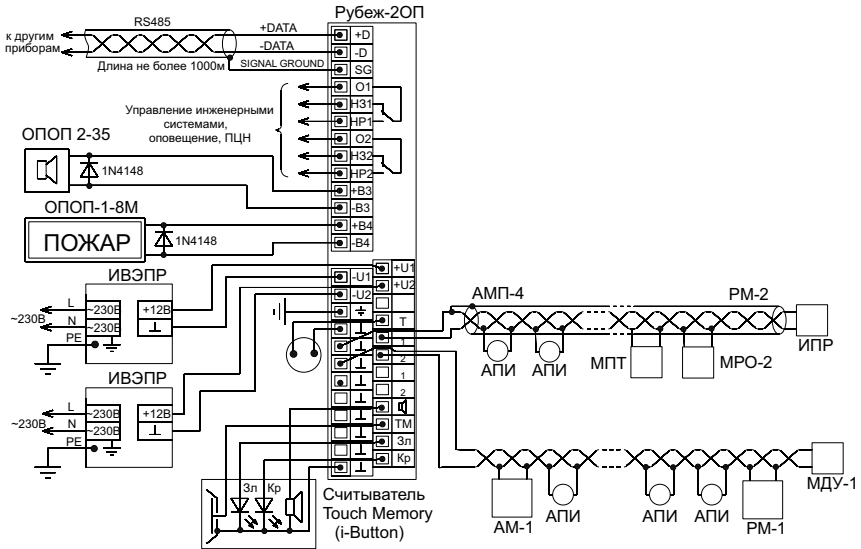 Рубеж-2ОП
RS485
+DATA
-DATA
SIGNAL GROUND
к другим
приборам
Длина не более 1000м
+D
-D
SG
О1
НЗ1
НР1
О2
НЗ2
НР2
+В3
-В3
+В4
-В4
Управление инженерными
системами,
оповещение, ПЦН
ОПОП 2-35
1N4148
ОПОП-1-8М
ПОЖАР
1N4148
ИВЭПР
~230В
L
N
PE
~230В
~230В
+12В
ИВЭПР
~230В
L
N
PE
~230В
~230В
+12В
-U1
-U2
+U1
+U2
Т
1
2
1
2
ТМ
Зл
Кр
АМП-4
РМ-2
ИПР
АПИ
АПИ
МПТ
МРО-2
МДУ-1
АМ-1
АПИ
АПИ
АПИ
РМ-1
Зл
Кр
Считыватель
Touch Memory
(i-Button)